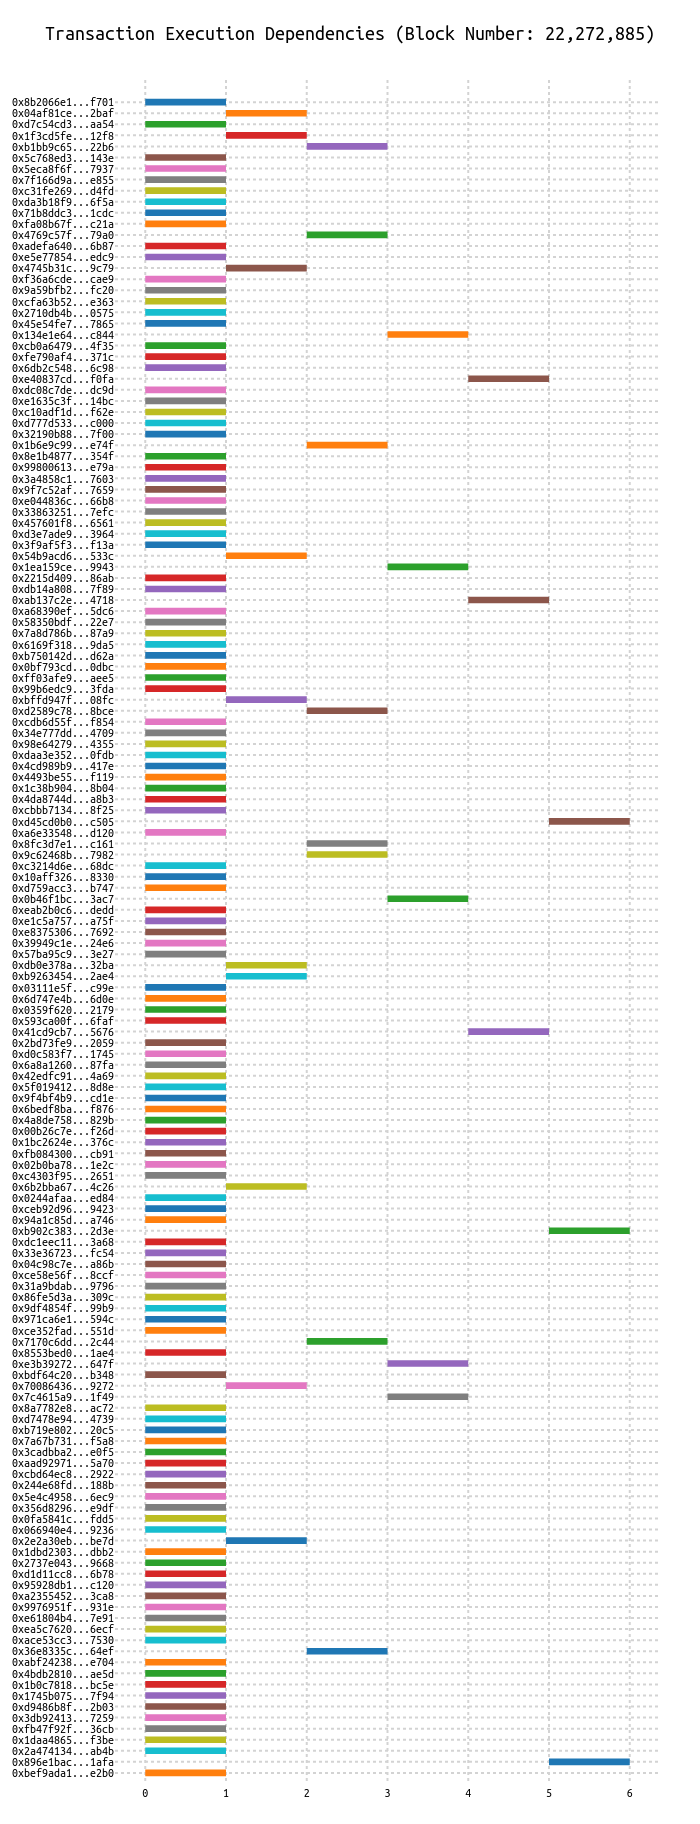 Transaction Execution Dependencies (Block Number: 22,272,885)
0x8b2066e1...f701
0x04af81ce...2baf
0xd7c54cd3...aa54
0x1f3cd5fe...12f8
0xb1bb9c65...22b6
0x5c768ed3...143e
0x5eca8f6f...7937
0x7f166d9a...e855
0xc31fe269...d4fd
0xda3b18f9...6f5a
0x71b8ddc3...1cdc
0xfa08b67f...c21a
0x4769c57f...79a0
0xadefa640...6b87
0xe5e77854...edc9
0x4745b31c...9c79
0xf36a6cde...cae9
0x9a59bfb2...fc20
0xcfa63b52...e363
0x2710db4b...0575
0x45e54fe7...7865
0x134e1e64...c844
0xcb0a6479...4f35
0xfe790af4...371c
0x6db2c548...6c98
0xe40837cd...f0fa
0xdc08c7de...dc9d
0xe1635c3f...14bc
0xc10adf1d...f62e
0xd777d533...c000
0x32190b88...7f00
0x1b6e9c99...e74f
0x8e1b4877...354f
0x99800613...e79a
0x3a4858c1...7603
0x9f7c52af...7659
0xe044836c...66b8
0x33863251...7efc
0x457601f8...6561
0xd3e7ade9...3964
0x3f9af5f3...f13a
0x54b9acd6...533c
0x1ea159ce...9943
0x2215d409...86ab
0xdb14a808...7f89
0xab137c2e...4718
0xa68390ef...5dc6
0x58350bdf...22e7
0x7a8d786b...87a9
0x6169f318...9da5
0xb750142d...d62a
0x0bf793cd...0dbc
0xff03afe9...aee5
0x99b6edc9...3fda
0xbffd947f...08fc
0xd2589c78...8bce
0xcdb6d55f...f854
0x34e777dd...4709
0x98e64279...4355
0xdaa3e352...0fdb
0x4cd989b9...417e
0x4493be55...f119
0x1c38b904...8b04
0x4da8744d...a8b3
0xcbbb7134...8f25
0xd45cd0b0...c505
0xa6e33548...d120
0x8fc3d7e1...c161
0x9c62468b...7982
0xc3214d6e...68dc
0x10aff326...8330
0xd759acc3...b747
0x0b46f1bc...3ac7
0xeab2b0c6...dedd
0xe1c5a757...a75f
0xe8375306...7692
0x39949c1e...24e6
0x57ba95c9...3e27
0xdb0e378a...32ba
0xb9263454...2ae4
0x03111e5f...c99e
0x6d747e4b...6d0e
0x0359f620...2179
0x593ca00f...6faf
0x41cd9cb7...5676
0x2bd73fe9...2059
0xd0c583f7...1745
0x6a8a1260...87fa
0x42edfc91...4a69
0x5f019412...8d8e
0x9f4bf4b9...cd1e
0x6bedf8ba...f876
0x4a8de758...829b
0x00b26c7e...f26d
0x1bc2624e...376c
0xfb084300...cb91
0x02b0ba78...1e2c
0xc4303f95...2651
0x6b2bba67...4c26
0x0244afaa...ed84
0xceb92d96...9423
0x94a1c85d...a746
0xb902c383...2d3e
0xdc1eec11...3a68
0x33e36723...fc54
0x04c98c7e...a86b
0xce58e56f...8ccf
0x31a9bdab...9796
0x86fe5d3a...309c
0x9df4854f...99b9
0x971ca6e1...594c
0xce352fad...551d
0x7170c6dd...2c44
0x8553bed0...1ae4
0xe3b39272...647f
0xbdf64c20...b348
0x70086436...9272
0x7c4615a9...1f49
0x8a7782e8...ac72
0xd7478e94...4739
0xb719e802...20c5
0x7a67b731...f5a8
0x3cadbba2...e0f5
0xaad92971...5a70
0xcbd64ec8...2922
0x244e68fd...188b
0x5e4c4958...6ec9
0x356d8296...e9df
0x0fa5841c...fdd5
0x066940e4...9236
0x2e2a30eb...be7d
0x1dbd2303...dbb2
0x2737e043...9668
0xd1d11cc8...6b78
0x95928db1...c120
0xa2355452...3ca8
0x9976951f...931e
0xe61804b4...7e91
0xea5c7620...6ecf
0xace53cc3...7530
0x36e8335c...64ef
0xabf24238...e704
0x4bdb2810...ae5d
0x1b0c7818...bc5e
0x1745b075...7f94
0xd9486b8f...2b03
0x3db92413...7259
0xfb47f92f...36cb
0x1daa4865...f3be
0x2a474134...ab4b
0x896e1bac...1afa
0xbef9ada1...e2b0
0 1 2 3 4 5 6